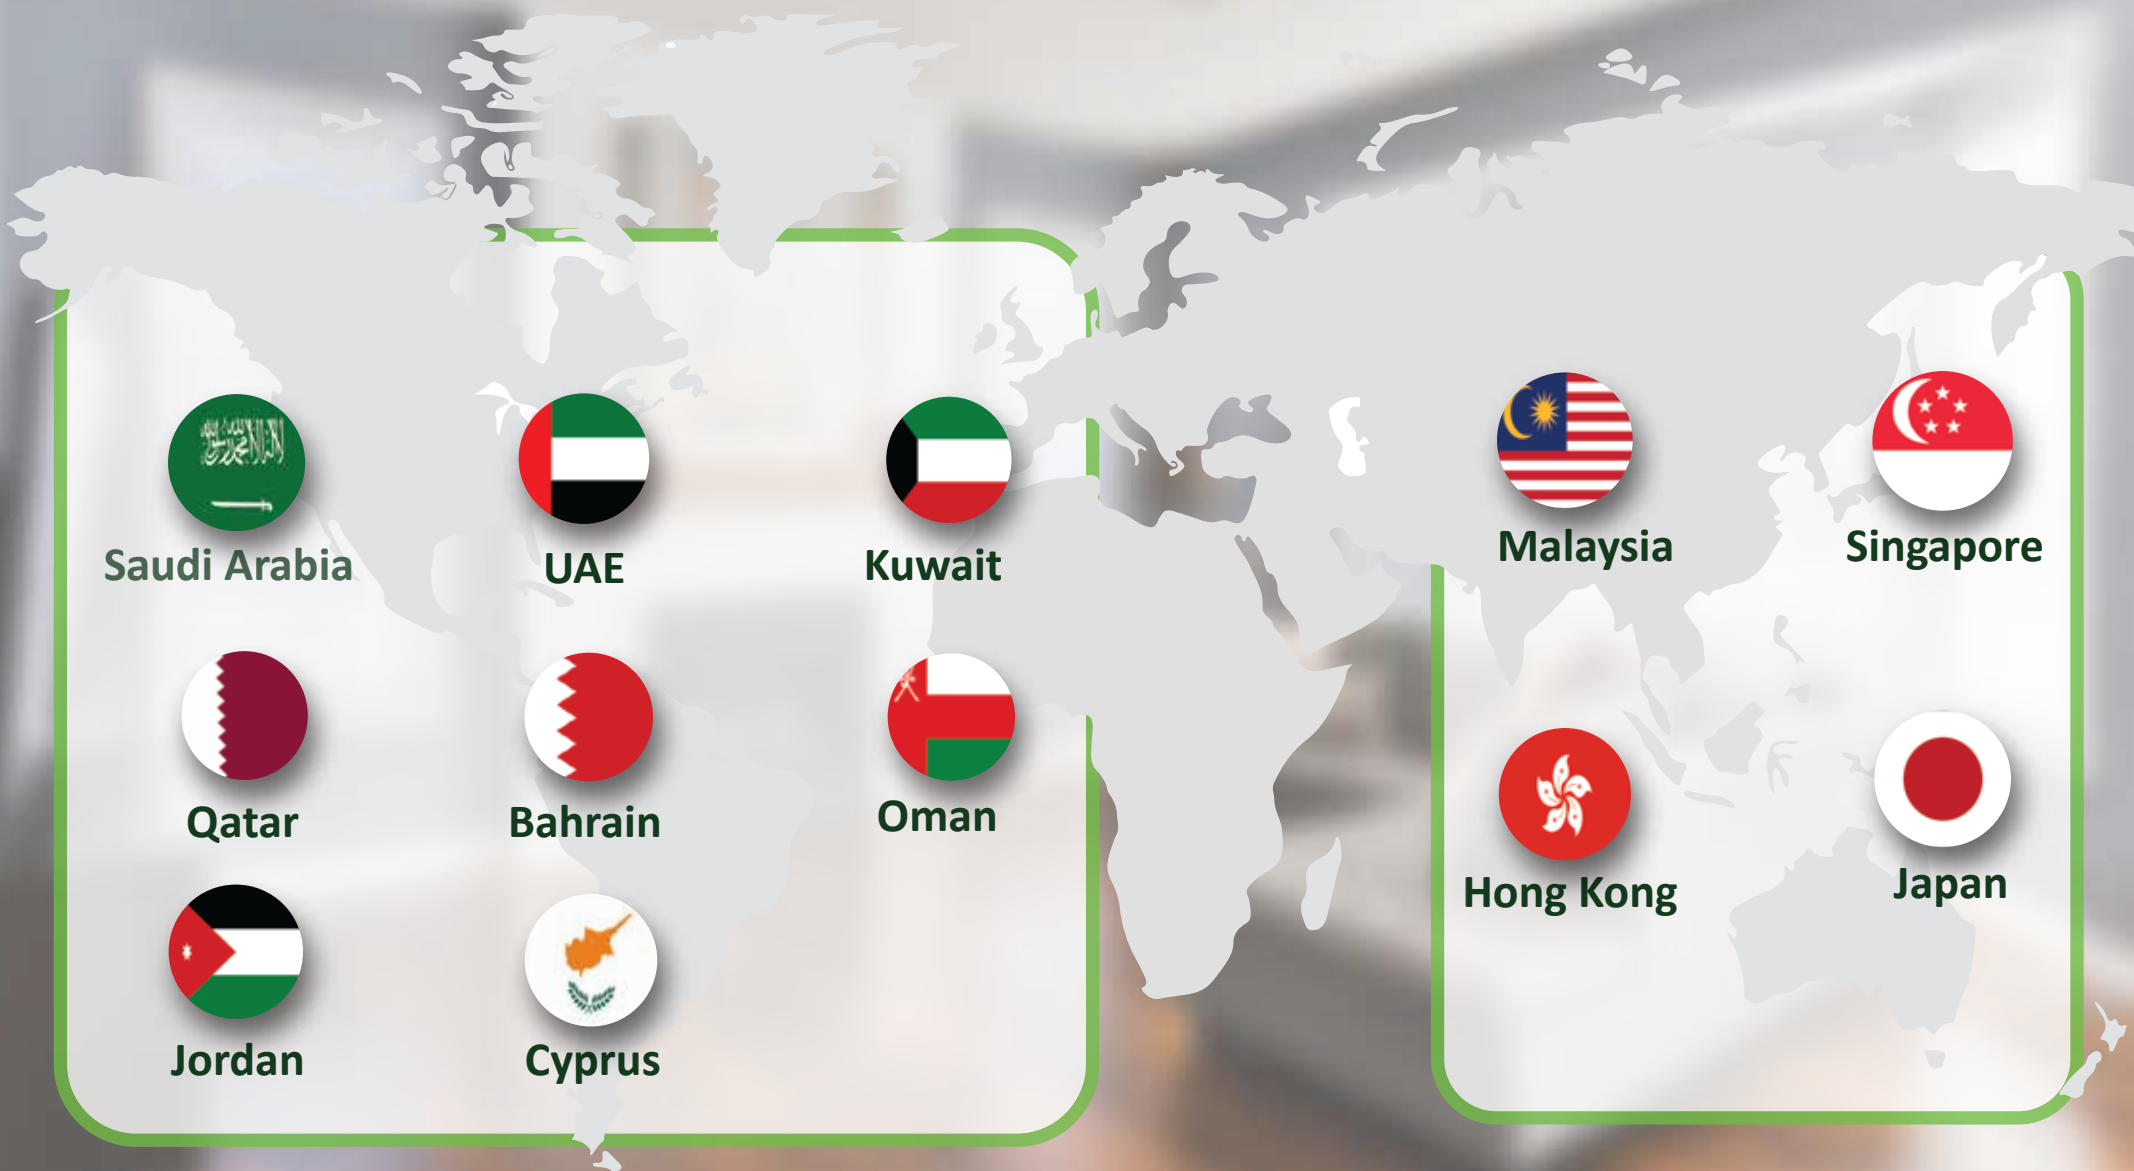 Saudi Arabia
UAE
Kuwait
Qatar
Bahrain
Oman
Jordan
Cyprus
Malaysia
Singapore
Hong Kong
Japan